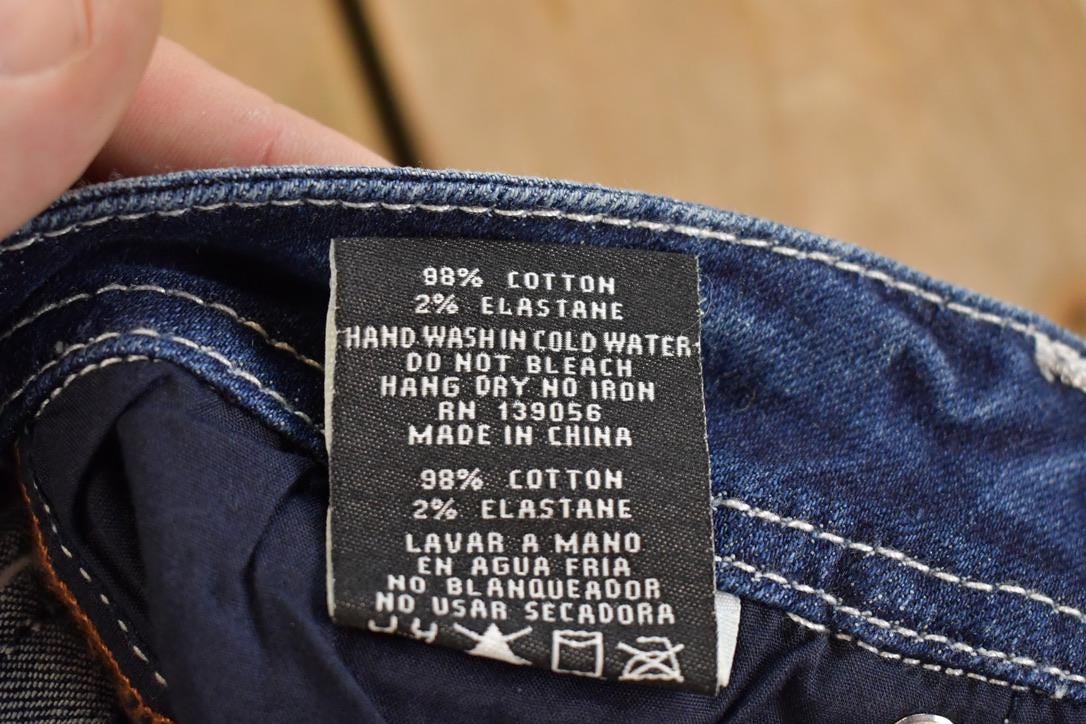 98% COTTON
2% ELASTANE
HAND WASH IN COLD WATER
DO NOT BLEACH
HANG DRY NO IRON
RN 139056
MADE IN CHINA
98% COTTON
2% ELASTANE
LAVAR A MANO
EN AGUA FRIA
NO BLANQUEADOR
NO USAR SECADORA